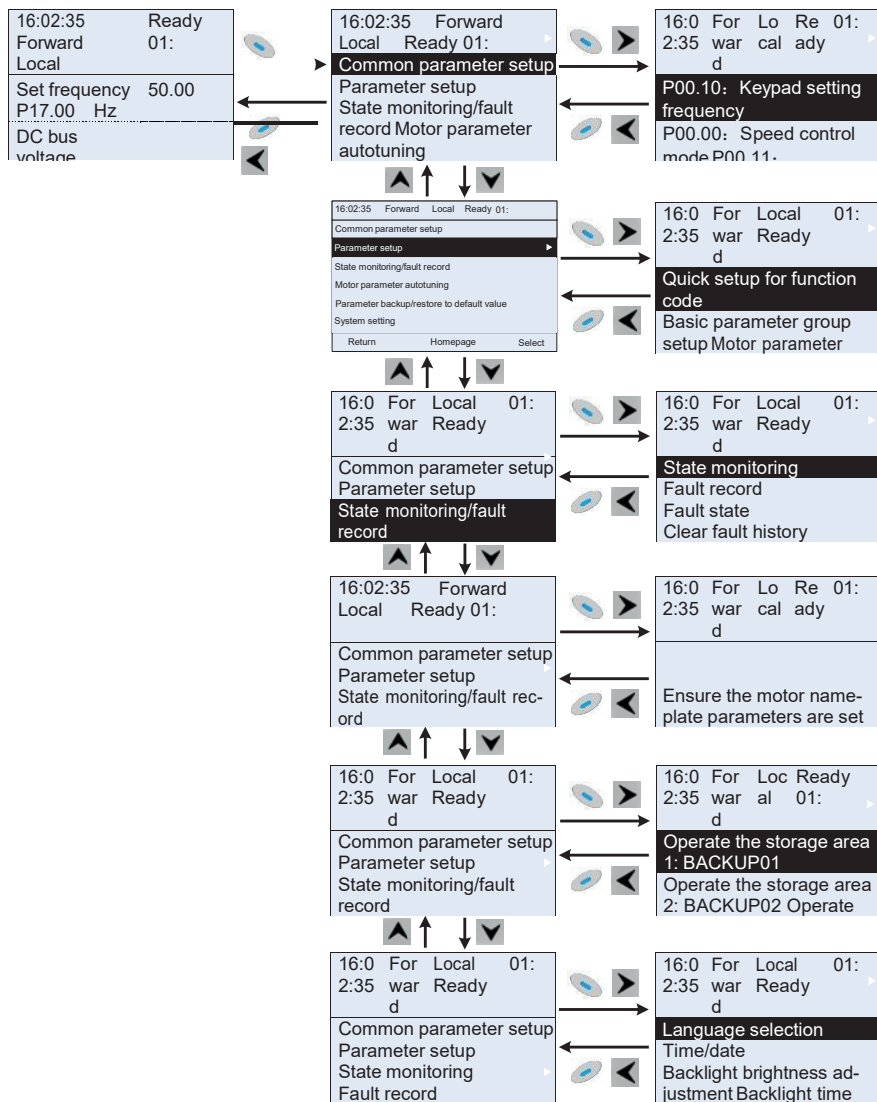 16:02:35 Ready
Forward 01:
Local
Set frequency 50.00
P17.00 Hz
DC bus
voltage
16:02:35 Forward
Local Ready 01:
Common parameter setup
Parameter setup
State monitoring/fault
record Motor parameter
autotuning
16:0 For Lo Re 01:
2:35 war cal ady
d
P00.10: Keypad setting
frequency
P00.00: Speed control
mode P00.11:
16:02:35 Forward Local Ready 01:
Common parameter setup
Parameter setup
State monitoring/fault record
Motor parameter autotuning
Parameter backup/restore to default value
System setting
Return Homepage Select
16:0 For Local 01:
2:35 war Ready
d
Quick setup for function
code
Basic parameter group
setup Motor parameter
16:0 For Local 01:
2:35 war Ready
d
Common parameter setup
Parameter setup
State monitoring/fault
record
16:0 For Local 01:
2:35 war Ready
d
State monitoring
Fault record
Fault state
Clear fault history
16:02:35 Forward
Local Ready 01:
Common parameter setup
Parameter setup
State monitoring/fault rec-
ord
16:0 For Lo Re 01:
2:35 war cal ady
d
Ensure the motor name-
plate parameters are set
16:0 For Local 01:
2:35 war Ready
d
Common parameter setup
Parameter setup
State monitoring/fault
record
16:0 For Loc Ready
2:35 war al 01:
d
Operate the storage area
1: BACKUP01
Operate the storage area
2: BACKUP02 Operate
16:0 For Local 01:
2:35 war Ready
d
Common parameter setup
Parameter setup
State monitoring
Fault record
16:0 For Local 01:
2:35 war Ready
d
Language selection
Time/date
Backlight brightness ad-
justment Backlight time